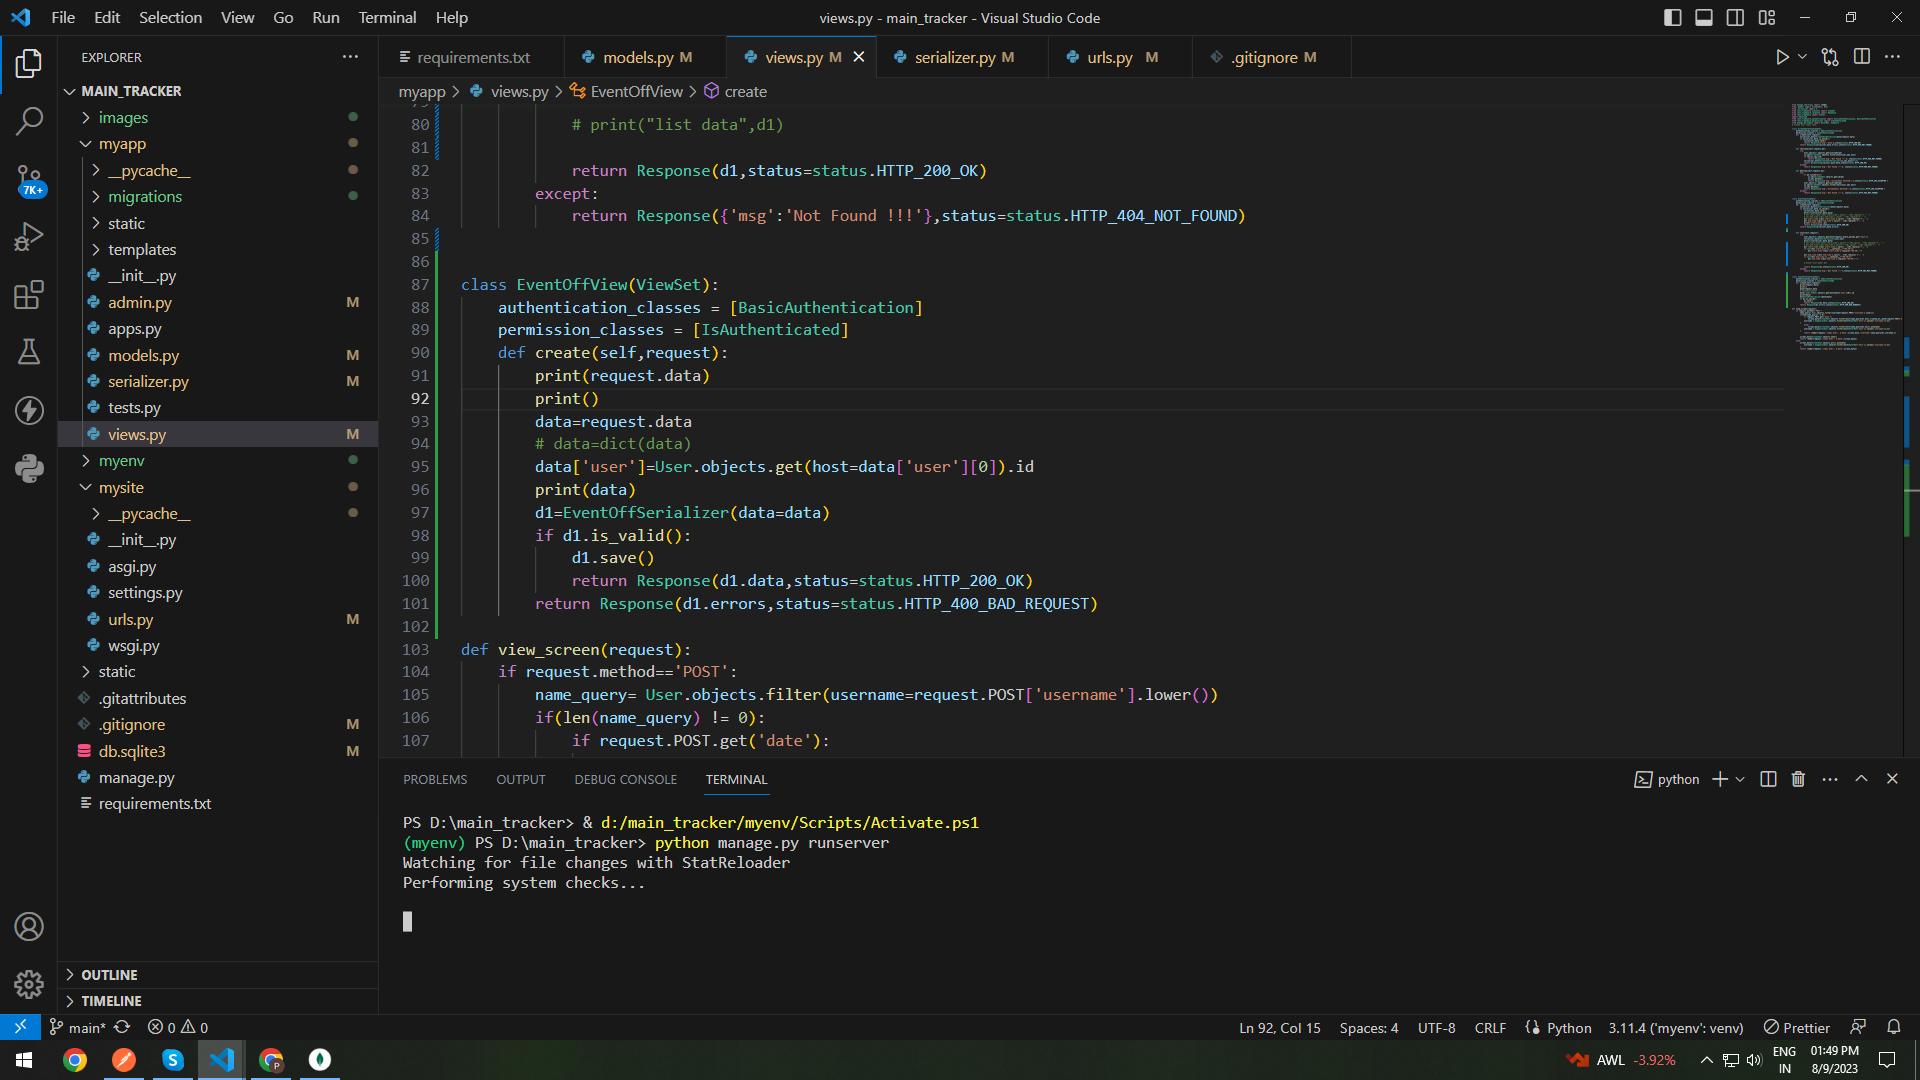 File Edit Selection View Go Run Terminal Help
views.py - main_tracker - Visual Studio Code
EXPLORER
MAIN_TRACKER
images
myapp
__pycache__
migrations
static
templates
__init__.py
admin.py M
apps.py
models.py M
serializer.py M
tests.py
views.py M
myenv
mysite
__pycache__
__init__.py
asgi.py
settings.py
urls.py M
wsgi.py
static
.gitattributes
.gitignore M
db.sqlite3 M
manage.py
requirements.txt
OUTLINE
TIMELINE
7K+
requirements.txt models.py M views.py M serializer.py M urls.py M .gitignore M
myapp > views.py > EventOffView > create
80 # print("list data",d1)
81
82 return Response(d1,status=status.HTTP_200_OK)
83 except:
84 return Response({'msg':'Not Found !!!'},status=status.HTTP_404_NOT_FOUND)
85
86
87 class EventOffView(ViewSet):
88 authentication_classes = [BasicAuthentication]
89 permission_classes = [IsAuthenticated]
90 def create(self,request):
91 print(request.data)
92 print()
93 data=request.data
94 # data=dict(data)
95 data['user']=User.objects.get(host=data['user'][0]).id
96 print(data)
97 d1=EventOffSerializer(data=data)
98 if d1.is_valid():
99 d1.save()
100 return Response(d1.data,status=status.HTTP_200_OK)
101 return Response(d1.errors,status=status.HTTP_400_BAD_REQUEST)
102
103 def view_screen(request):
104 if request.method=='POST':
105 name_query= User.objects.filter(username=request.POST['username'].lower())
106 if(len(name_query) != 0):
107 if request.POST.get('date'):
PROBLEMS OUTPUT DEBUG CONSOLE TERMINAL
python
PS D:\main_tracker> & d:/main_tracker/myenv/Scripts/Activate.ps1
(myenv) PS D:\main_tracker> python manage.py runserver
Watching for file changes with StatReloader
Performing system checks...
main* 0 0
Ln 92, Col 15 Spaces: 4 UTF-8 CRLF Python 3.11.4 ('myenv': venv) Prettier
AWL -3.92%
ENG
IN
01:49 PM
8/9/2023